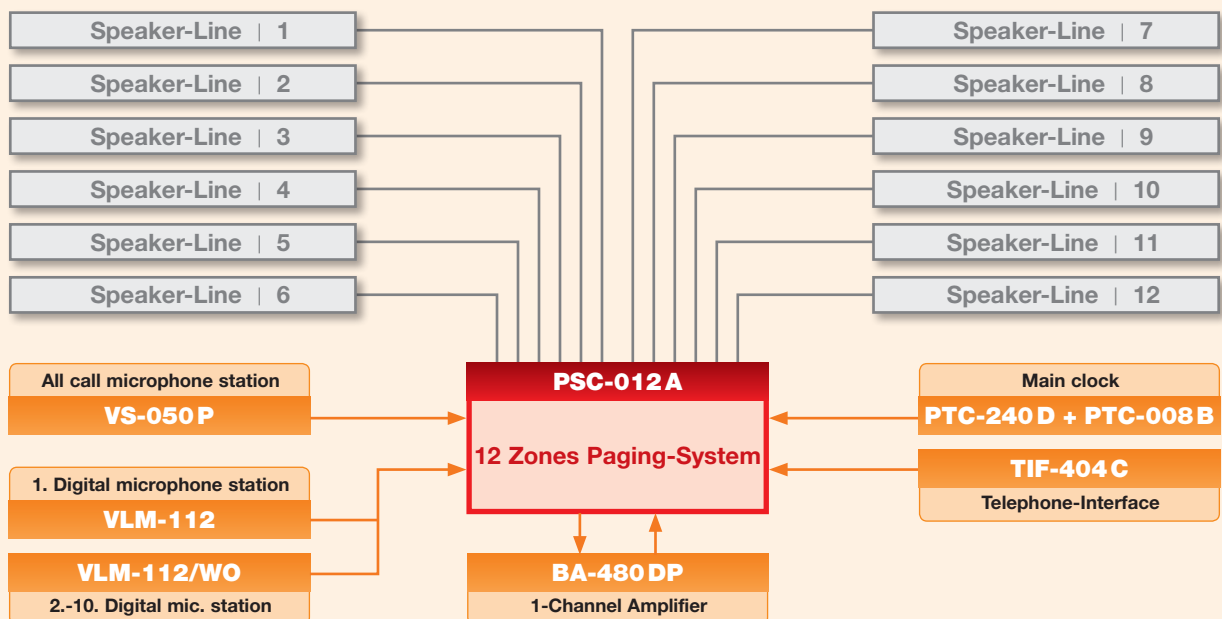 Speaker-Line | 1
Speaker-Line | 2
Speaker-Line | 3
Speaker-Line | 4
Speaker-Line | 5
Speaker-Line | 6
Speaker-Line | 7
Speaker-Line | 8
Speaker-Line | 9
Speaker-Line | 10
Speaker-Line | 11
Speaker-Line | 12
All call microphone station
VS-050 P
1. Digital microphone station
VLM-112
VLM-112/WO
2.-10. Digital mic. station
PSC-012 A
12 Zones Paging-System
BA-480 DP
1-Channel Amplifier
Main clock
PTC-240 D + PTC-008 B
TIF-404 C
Telephone-Interface